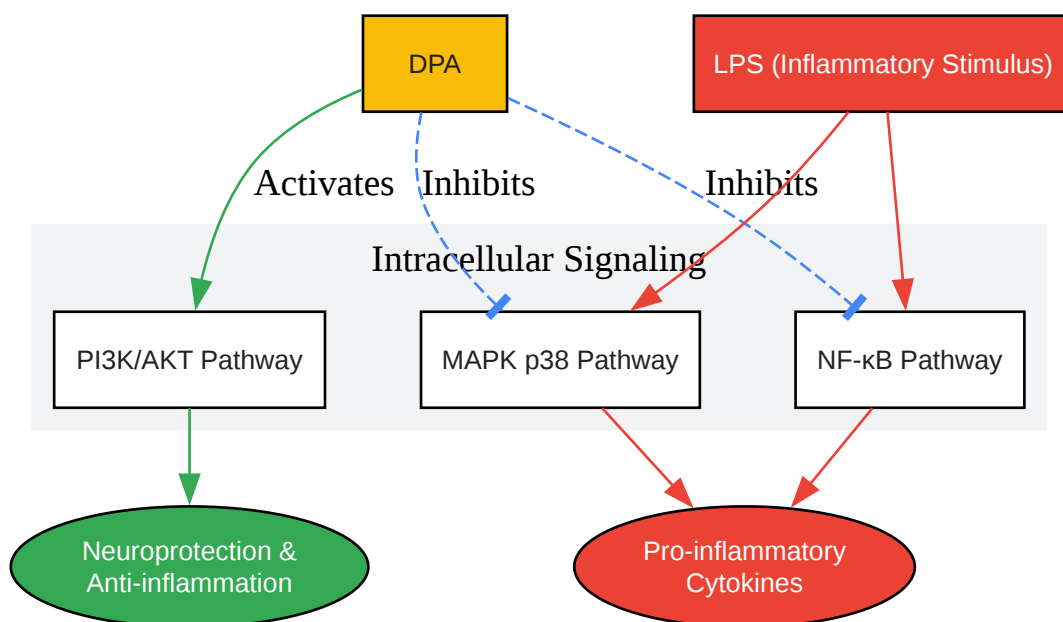 DPA
LPS (Inflammatory Stimulus)
Activates
Inhibits
Inhibits
Intracellular Signaling
PI3K/AKT Pathway
MAPK p38 Pathway
NF-κB Pathway
Neuroprotection &
Anti-inflammation
Pro-inflammatory
Cytokines